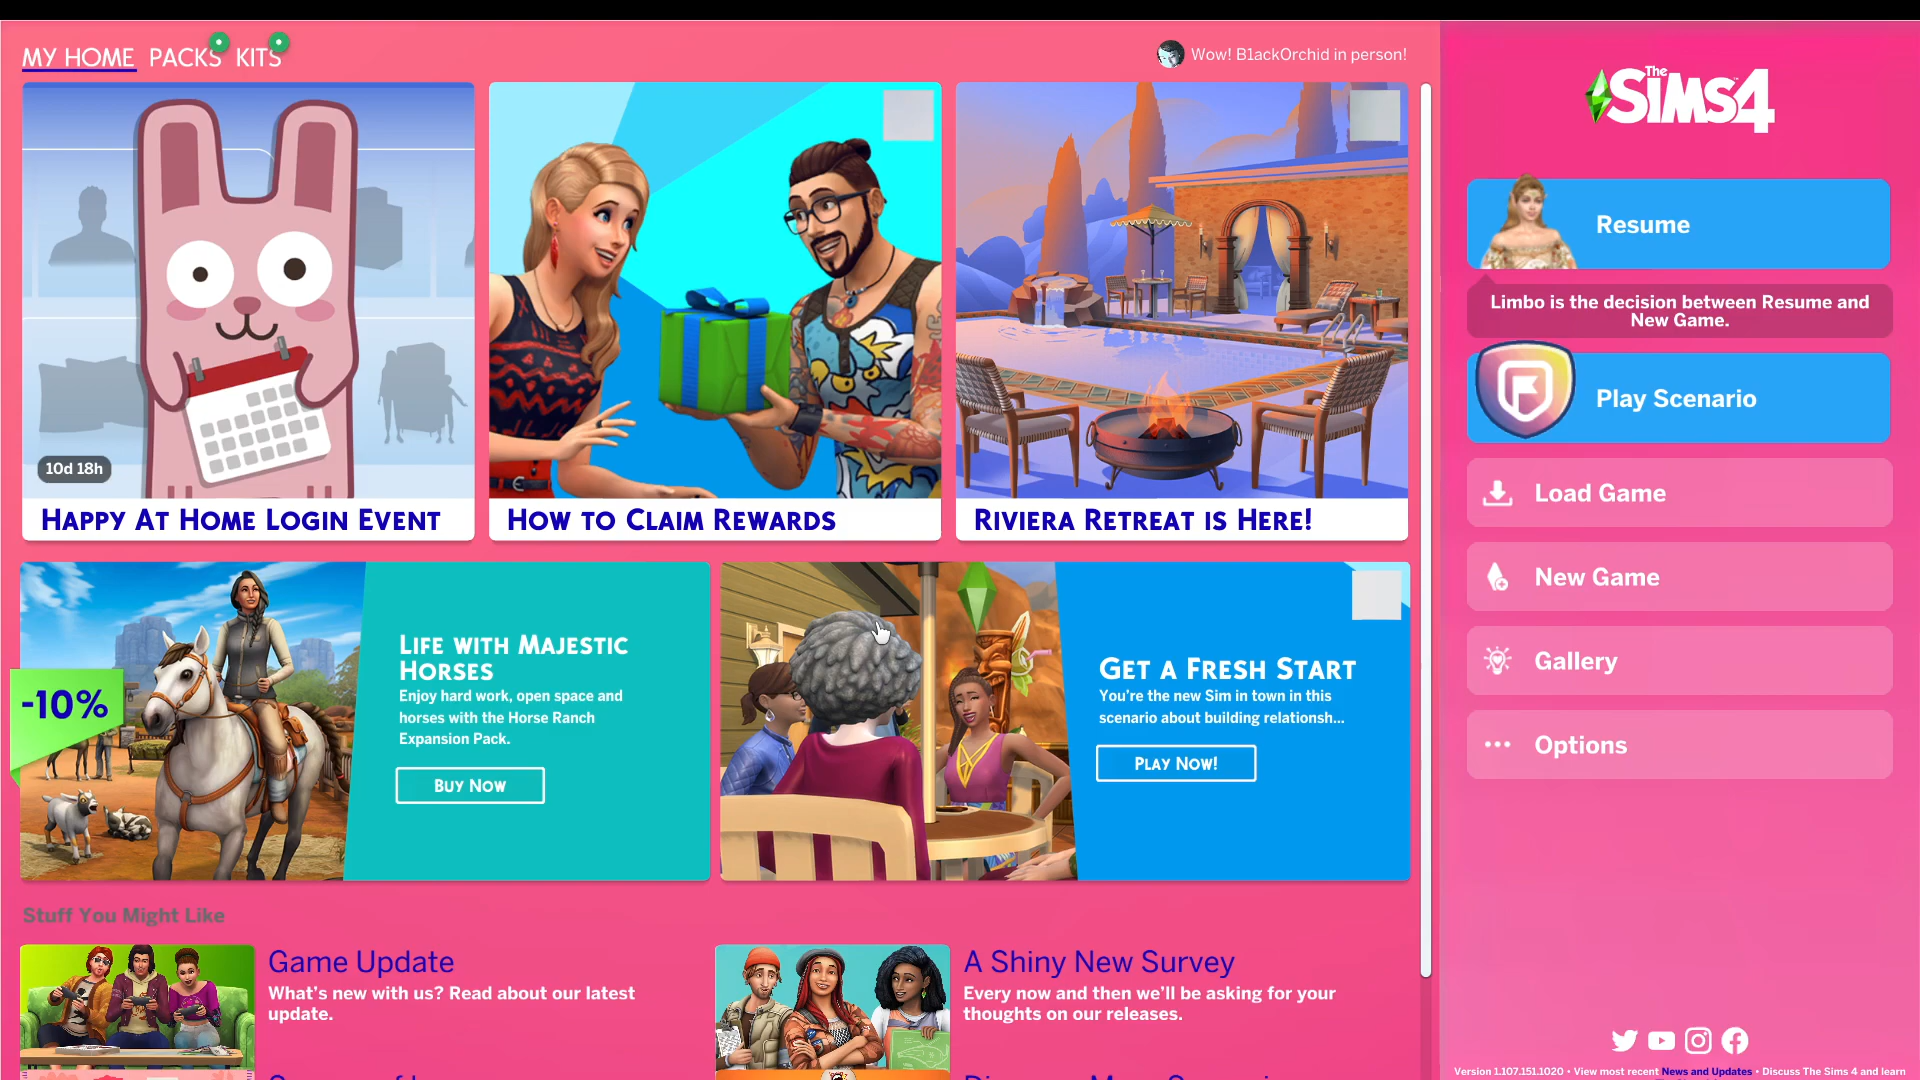 MY HOME PACKS KITS
Wow! B1ackOrchid in person!
10d 18h
HAPPY AT HOME LOGIN EVENT
HOW TO CLAIM REWARDS
RIVIERA RETREAT IS HERE!
-10%
LIFE WITH MAJESTIC
HORSES
Enjoy hard work, open space and
horses with the Horse Ranch
Expansion Pack.
BUY NOW
GET A FRESH START
You're the new Sim in town in this
scenario about building relationsh...
PLAY NOW!
Stuff You Might Like
Game Update
What's new with us? Read about our latest
update.
A Shiny New Survey
Every now and then we'll be asking for your
thoughts on our releases.
The SIMS 4
Resume
Limbo is the decision between Resume and
New Game.
Play Scenario
Load Game
New Game
Gallery
Options
Version 1.107.151.1020 • View most recent News and Updates • Discuss The Sims 4 and learn